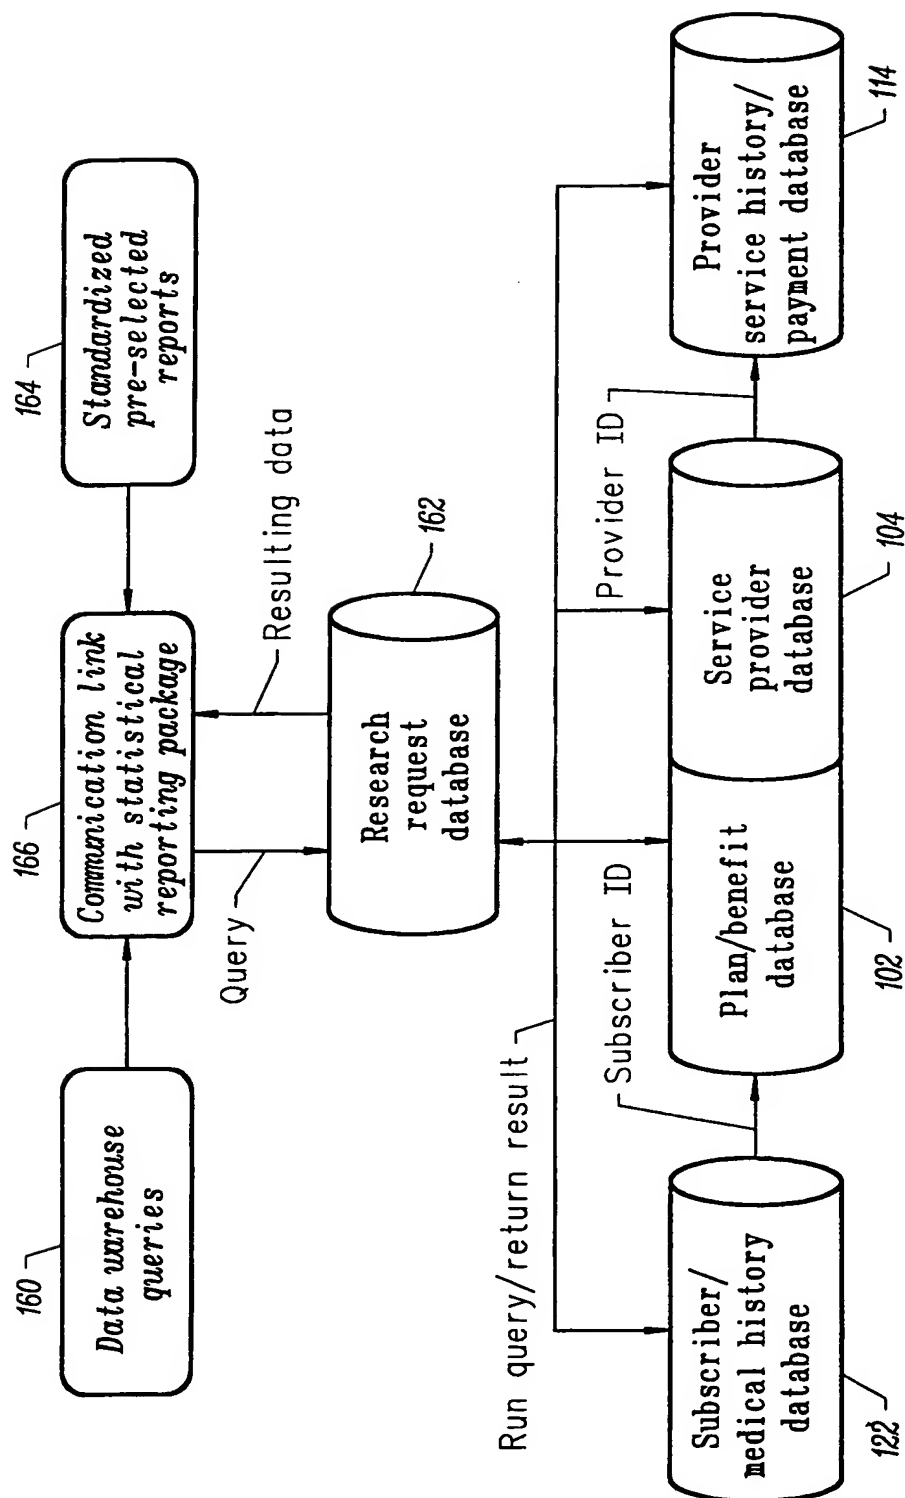 160
Data warehouse
queries
166
Communication link
with statistical
reporting package
164
Standardized
pre-selected
reports
Query
Resulting data
162
Research
request
database
Run query/return result
Subscriber ID
Provider ID
Subscriber/
medical history
database
122
Plan/benefit
database
102
Service
provider
database
104
Provider
service history/
payment database
114